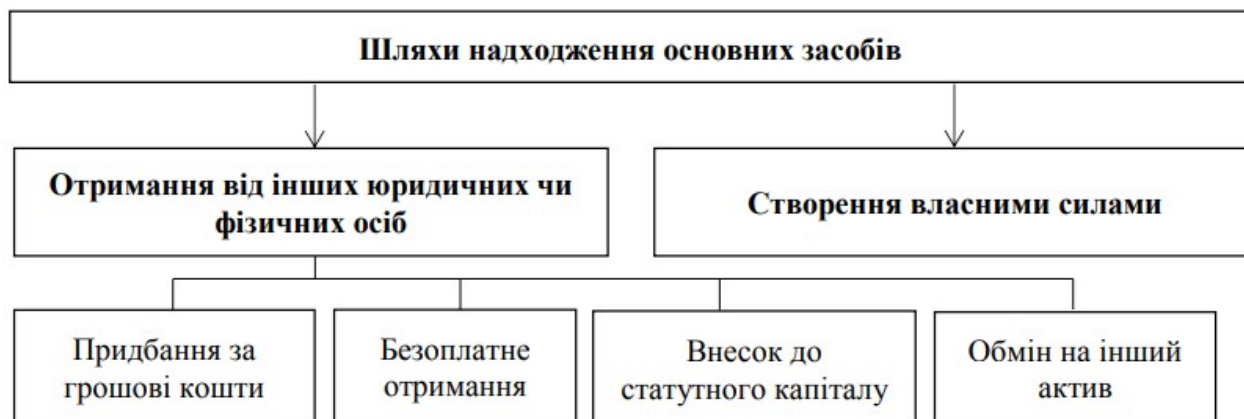 Шляхи надходження основних засобів
Отримання від інших юридичних чи
фізичних осіб
Створення власними силами
Придбання за
грошові кошти
Безоплатне
отримання
Внесок до
статутного капіталу
Обмін на інший
актив